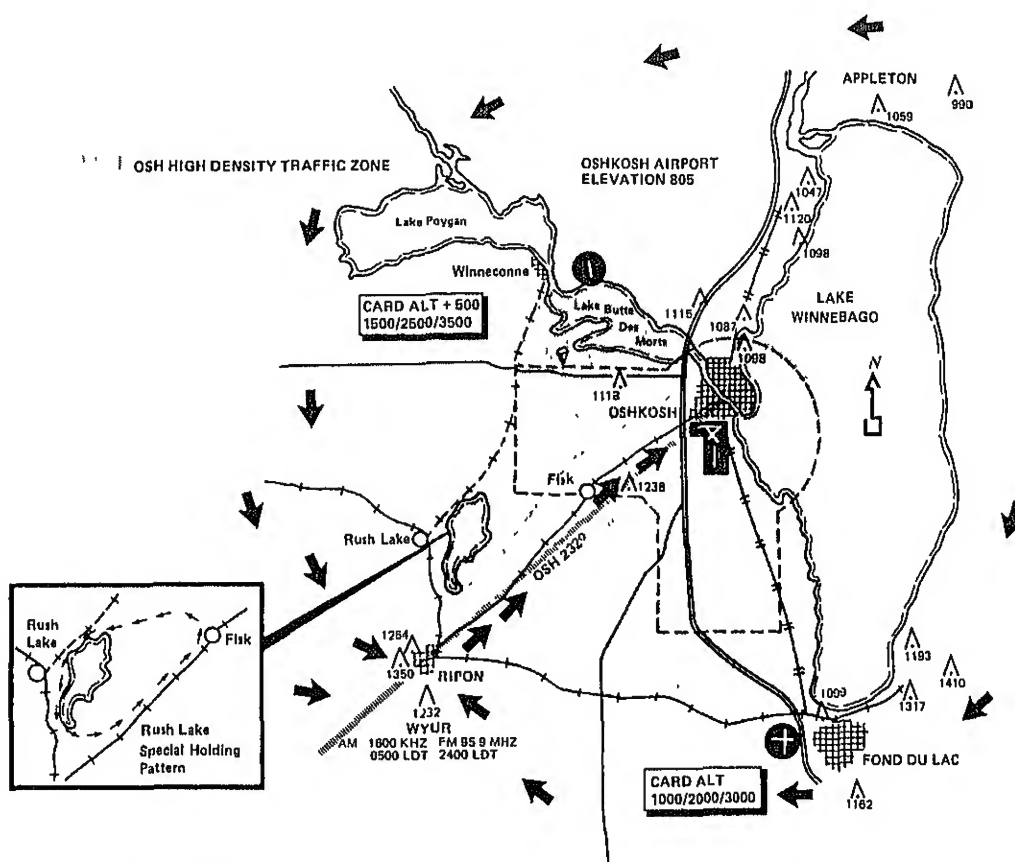 APPLETON
990
1059
OSH HIGH DENSITY TRAFFIC ZONE
OSHKOSH AIRPORT
ELEVATION 805
1047
1120
1098
Lake Poygan
Winneconne
CARD ALT + 500
1500/2500/3500
Lake Butte
Des
Morts
1115
LAKE
WINNEBAGO
1087
1098
N
1113
OSHKOSH
Fisk
1238
Rush Lake
OSH 232°
Rush
Lake
Fisk
Rush Lake
Special Holding
Pattern
1264
1350
RIPON
1232
WYUR
AM 1600 KHZ FM 95 9 MHZ
0500 LDT 2400 LDT
1193
1410
1317
1099
FOND DU LAC
CARD ALT
1000/2000/3000
1162